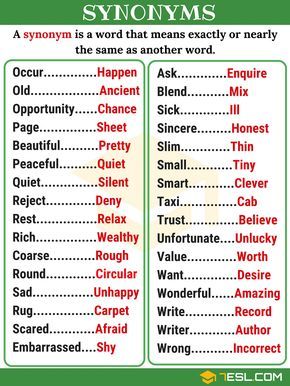 SYNONYMS
A synonym is a word that means exactly or nearly
the same as another word.
Occur............Happen
Old................Ancient
Opportunity......Chance
Page..............Sheet
Beautiful.........Pretty
Peaceful..........Quiet
Quiet.............Silent
Reject............Deny
Rest..............Relax
Rich..............Wealthy
Coarse...........Rough
Round............Circular
Sad...............Unhappy
Rug...............Carpet
Scared...........Afraid
Embarrassed....Shy
Ask..............Enquire
Blend............Mix
Sick..............Ill
Sincere..........Honest
Slim.............Thin
Small............Tiny
Smart............Clever
Taxi..............Cab
Trust.............Believe
Unfortunate....Unlucky
Value............Worth
Want.............Desire
Wonderful......Amazing
Write............Record
Writer...........Author
Wrong...........Incorrect
7ESL.COM